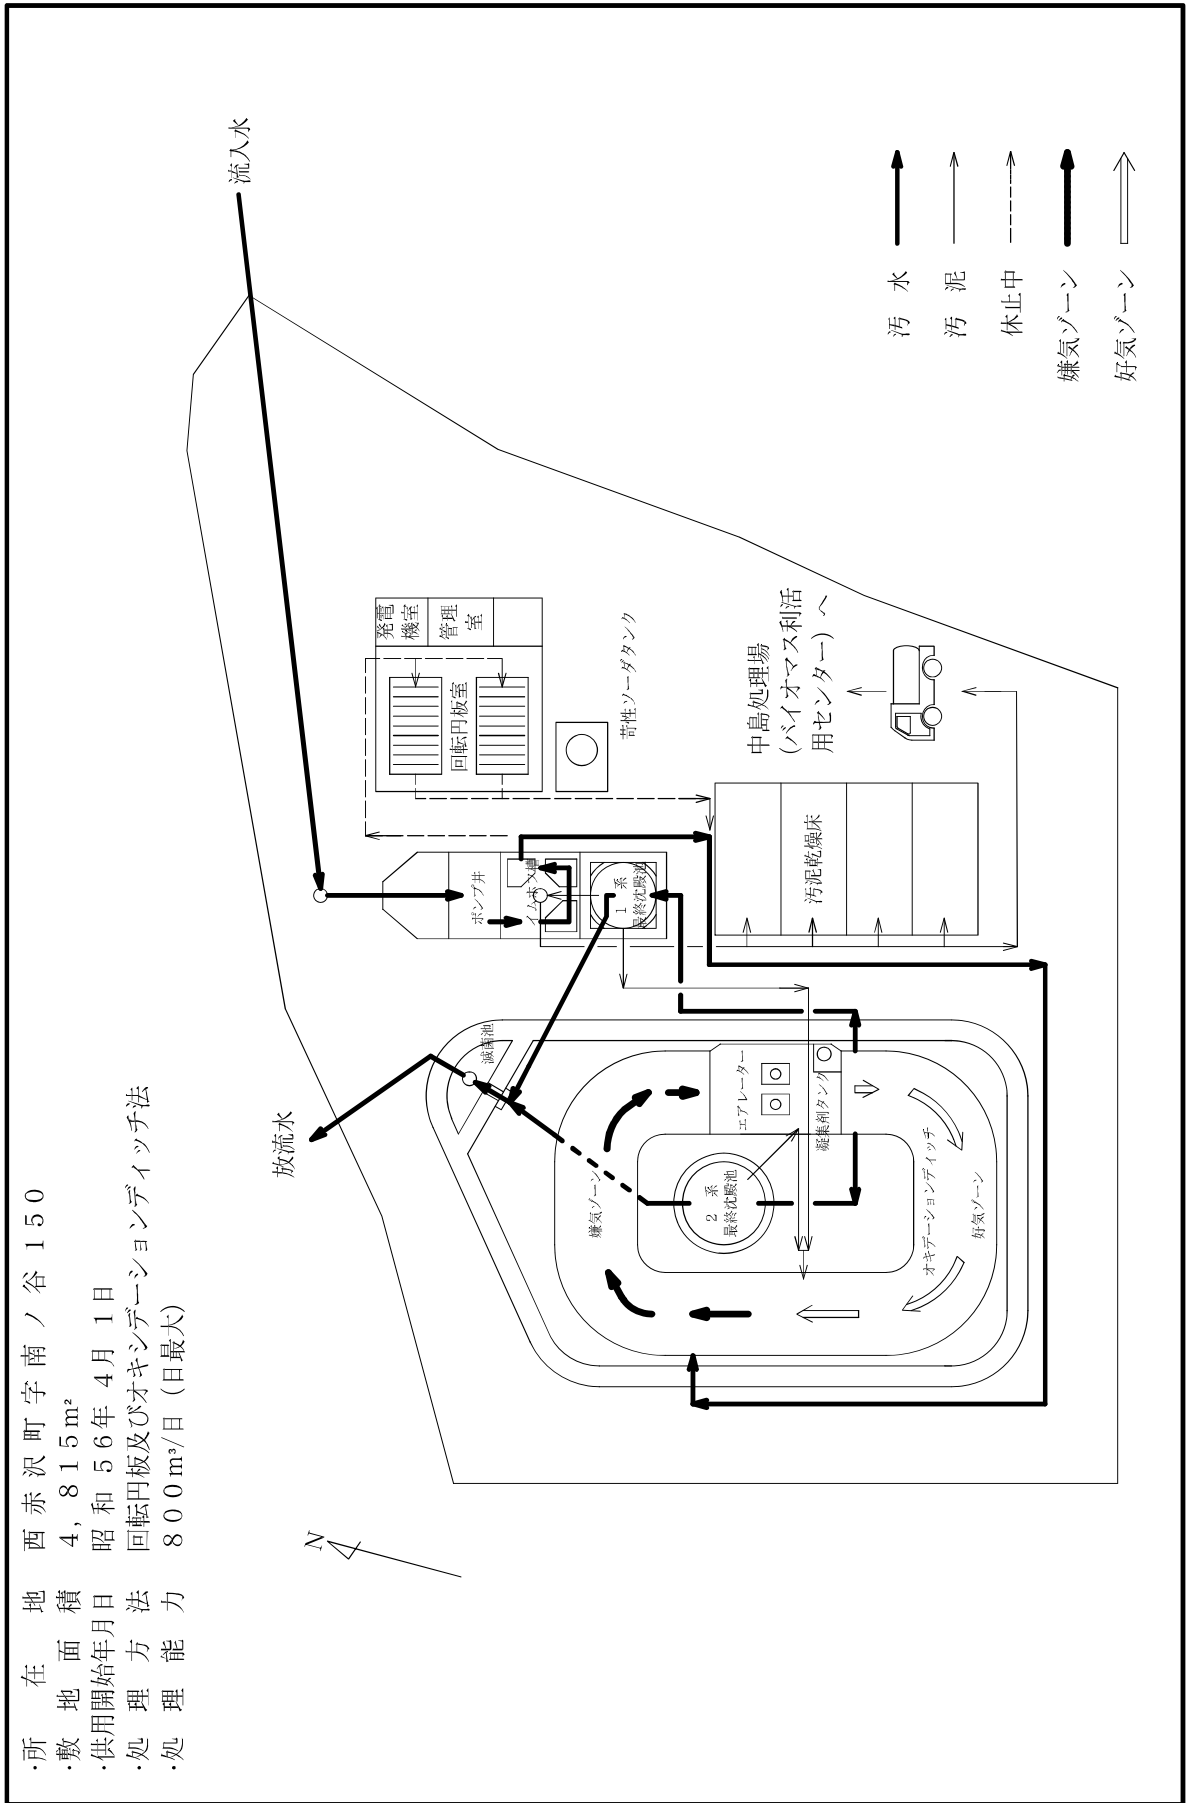 ・所在地 西赤沢町字南ノ谷150
・敷地面積 4,815m²
・供用開始年月日 昭和56年4月1日
・処理方法 回転円板及びオキシデーションディッチ法
・処理能力 800m³/日(日最大)
N
流入水
放流水
滅菌池
ポンプ井
イムホフ槽
1系
最終沈殿池
発電機室
管理室
回転円板室
苛性ソーダタンク
中島処理場
(バイオマス利活
用センター)へ
汚泥乾燥床
エアレーター
凝集剤タンク
2系
最終沈殿池
嫌気ゾーン
オキデーションディッチ
好気ゾーン
汚水
汚泥
休止中
嫌気ゾーン
好気ゾーン